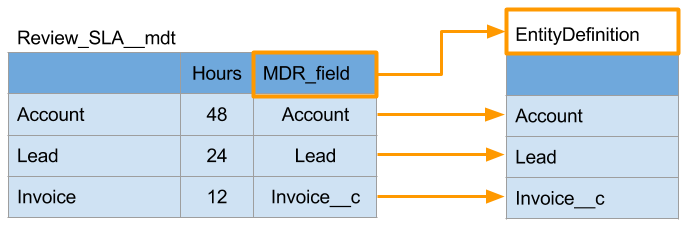 Review_SLA__mdt
EntityDefinition
Hours MDR_field
Account 48 Account Account
Lead 24 Lead Lead
Invoice 12 Invoice__c Invoice__c